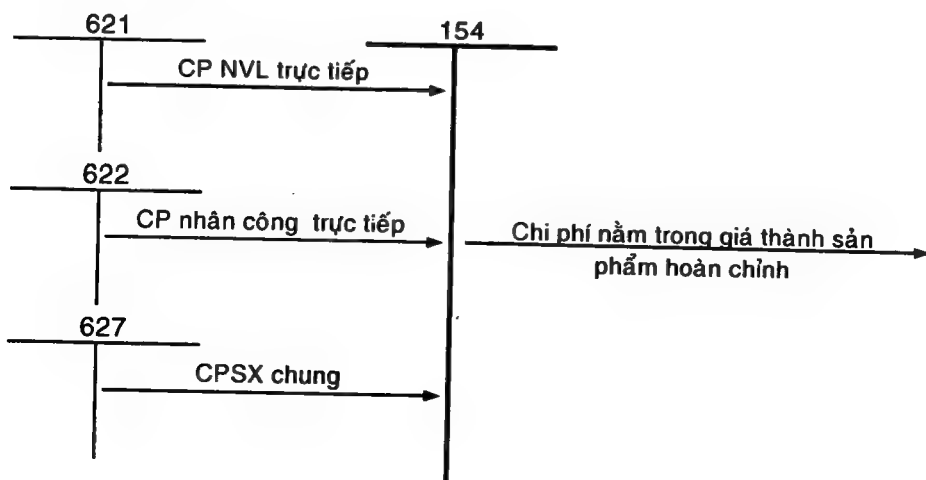 621
154
CP NVL trực tiếp
622
CP nhân công trực tiếp
Chi phí nằm trong giá thành sản
phẩm hoàn chỉnh
627
CPSX chung